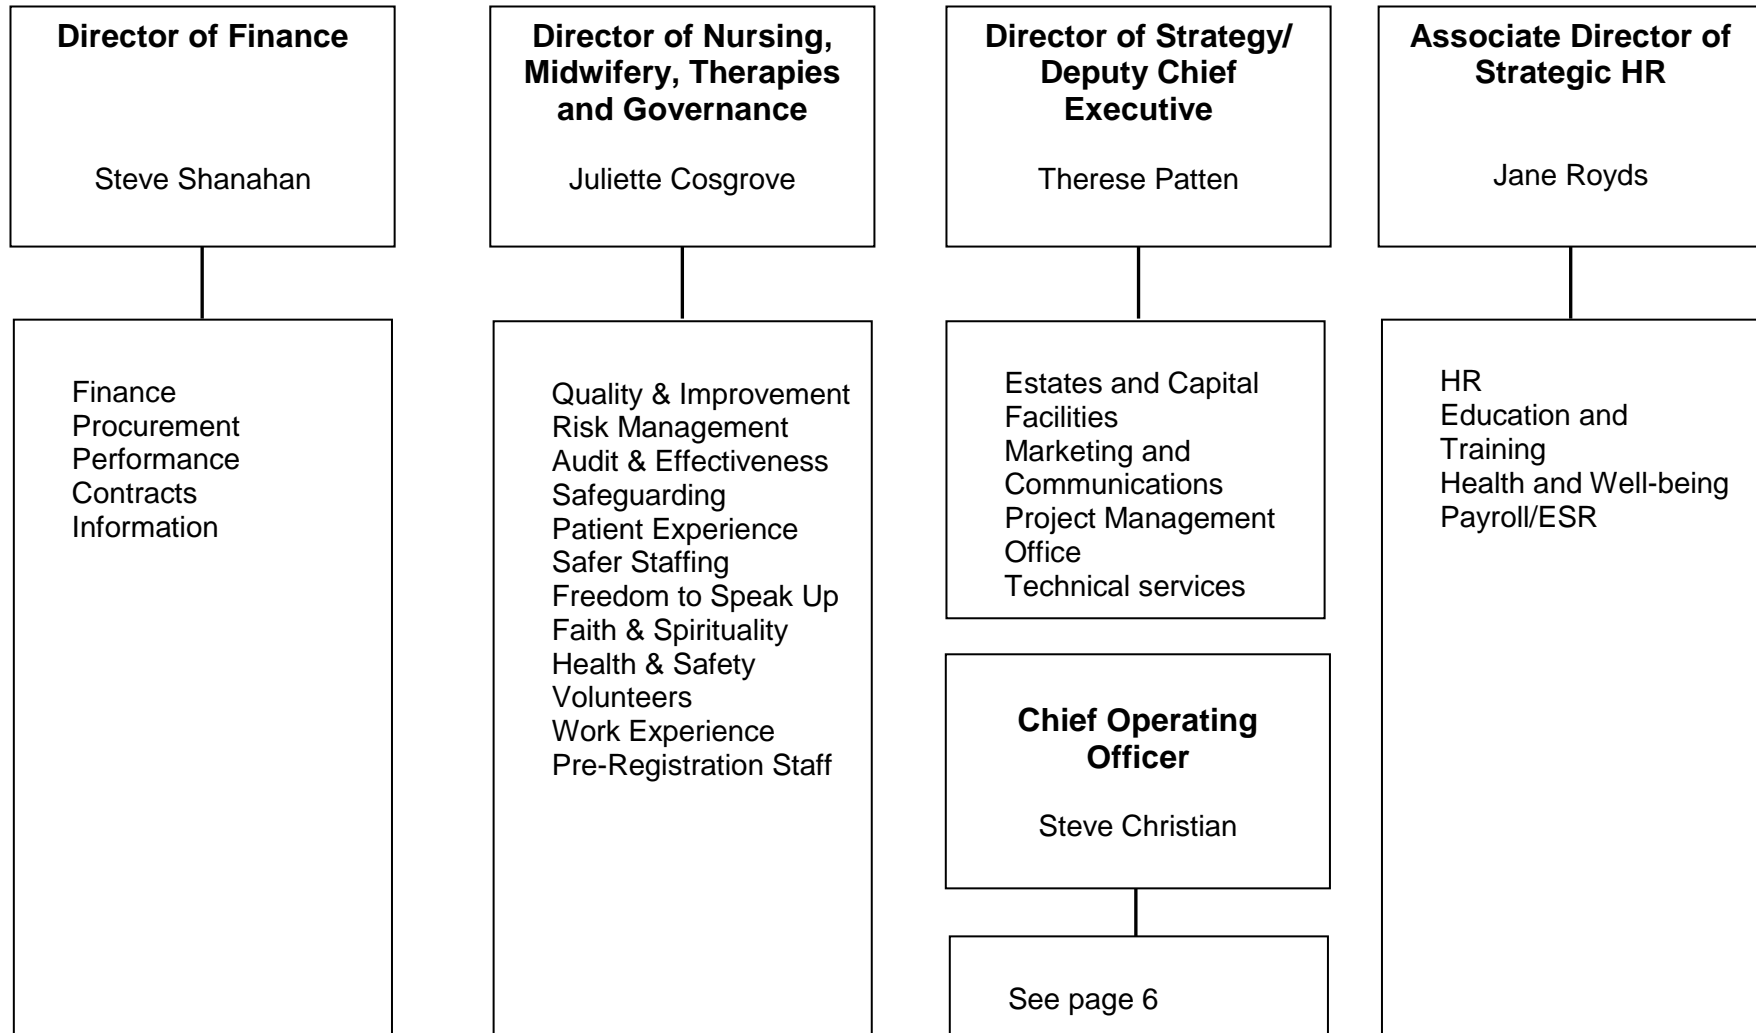 Director of Finance
Steve Shanahan
Finance
Procurement
Performance
Contracts
Information
Director of Nursing,
Midwifery, Therapies
and Governance
Juliette Cosgrove
Quality & Improvement
Risk Management
Audit & Effectiveness
Safeguarding
Patient Experience
Safer Staffing
Freedom to Speak Up
Faith & Spirituality
Health & Safety
Volunteers
Work Experience
Pre-Registration Staff
Director of Strategy/
Deputy Chief
Executive
Therese Patten
Estates and Capital
Facilities
Marketing and
Communications
Project Management
Office
Technical services
Chief Operating
Officer
Steve Christian
See page 6
Associate Director of
Strategic HR
Jane Royds
HR
Education and
Training
Health and Well-being
Payroll/ESR